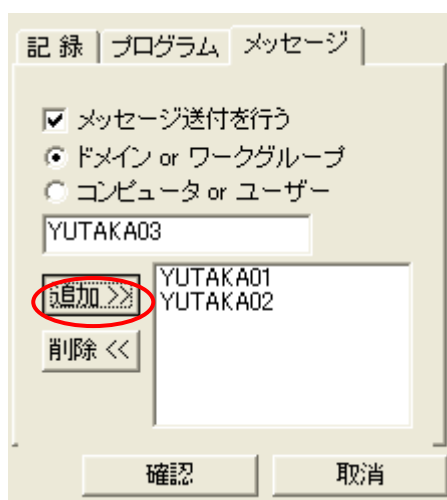 記 録 プログラム メッセージ
メッセージ送付を行う
ドメイン or ワークグループ
コンピュータ or ユーザー
YUTAKA03
追加 >>
YUTAKA01
YUTAKA02
削除 <<
確認 取消